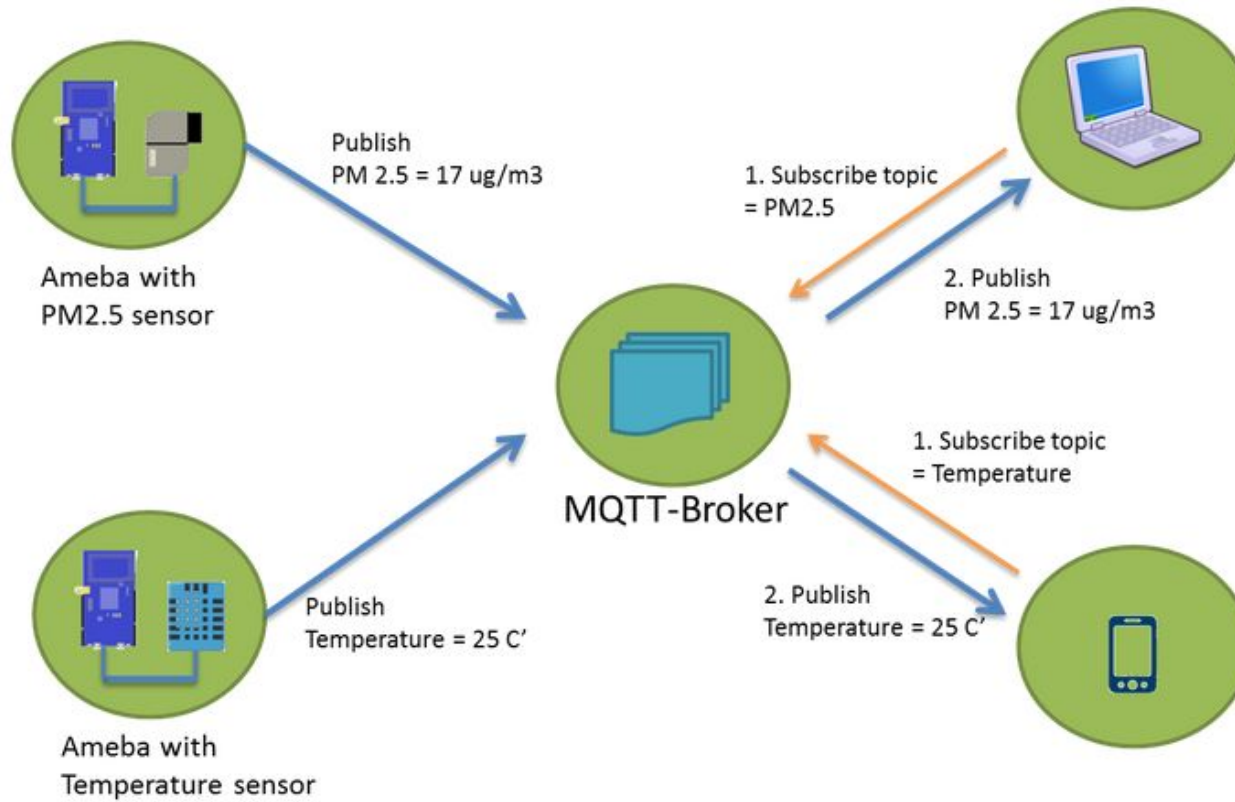 Publish
PM 2.5 = 17 ug/m3
Ameba with
PM2.5 sensor
1. Subscribe topic
= PM2.5
2. Publish
PM 2.5 = 17 ug/m3
MQTT-Broker
1. Subscribe topic
= Temperature
2. Publish
Temperature = 25 C’
Publish
Temperature = 25 C’
Ameba with
Temperature sensor